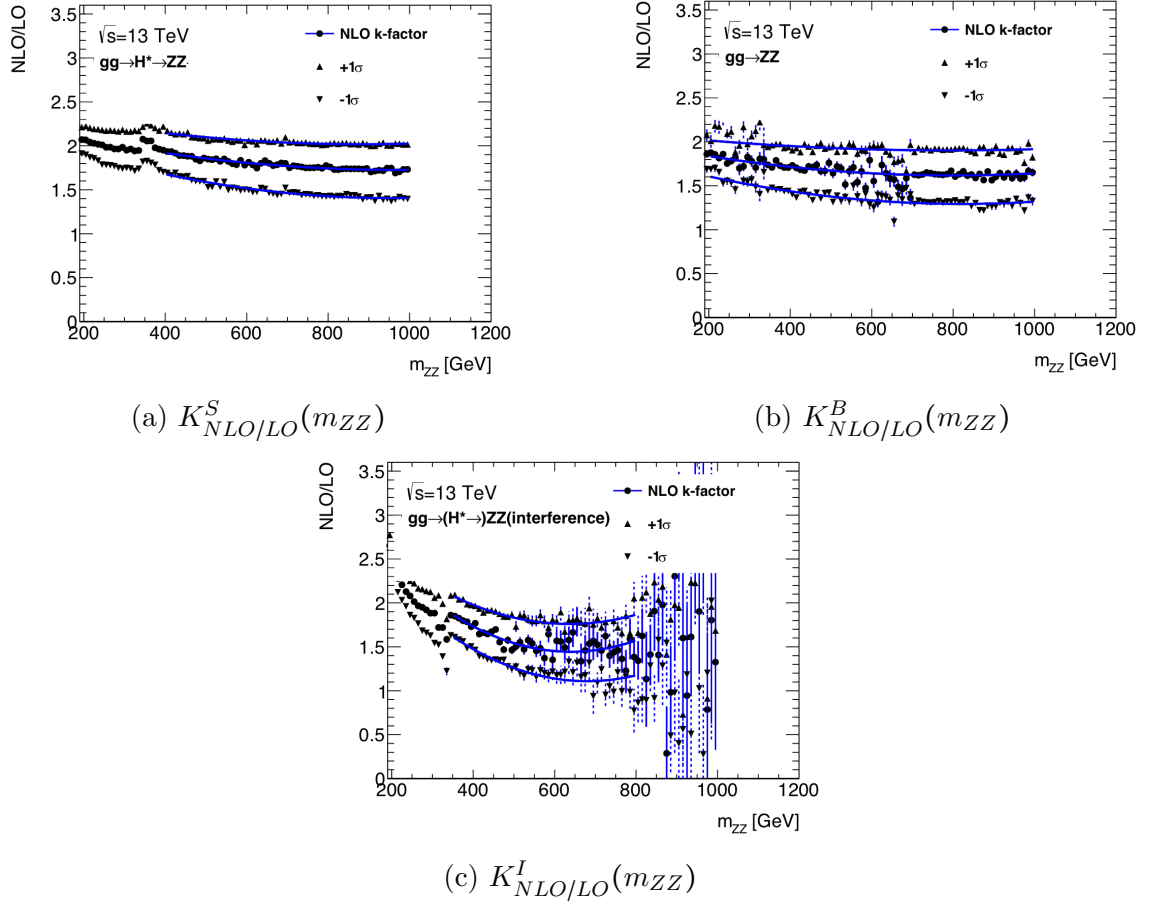 NLO/LO
3.5
3
2.5
2
1.5
1
0.5
0
√s=13 TeV
gg→H*→ZZ
NLO k-factor
+1σ
-1σ
200 400 600 800 1000 1200
m_ZZ [GeV]
(a) K^S_NLO/LO(m_ZZ)
NLO/LO
3.5
3
2.5
2
1.5
1
0.5
0
√s=13 TeV
gg→ZZ
NLO k-factor
+1σ
-1σ
200 400 600 800 1000 1200
m_ZZ [GeV]
(b) K^B_NLO/LO(m_ZZ)
NLO/LO
3.5
3
2.5
2
1.5
1
0.5
0
√s=13 TeV
gg→(H*→)ZZ(interference)
NLO k-factor
+1σ
-1σ
200 400 600 800 1000 1200
m_ZZ [GeV]
(c) K^I_NLO/LO(m_ZZ)